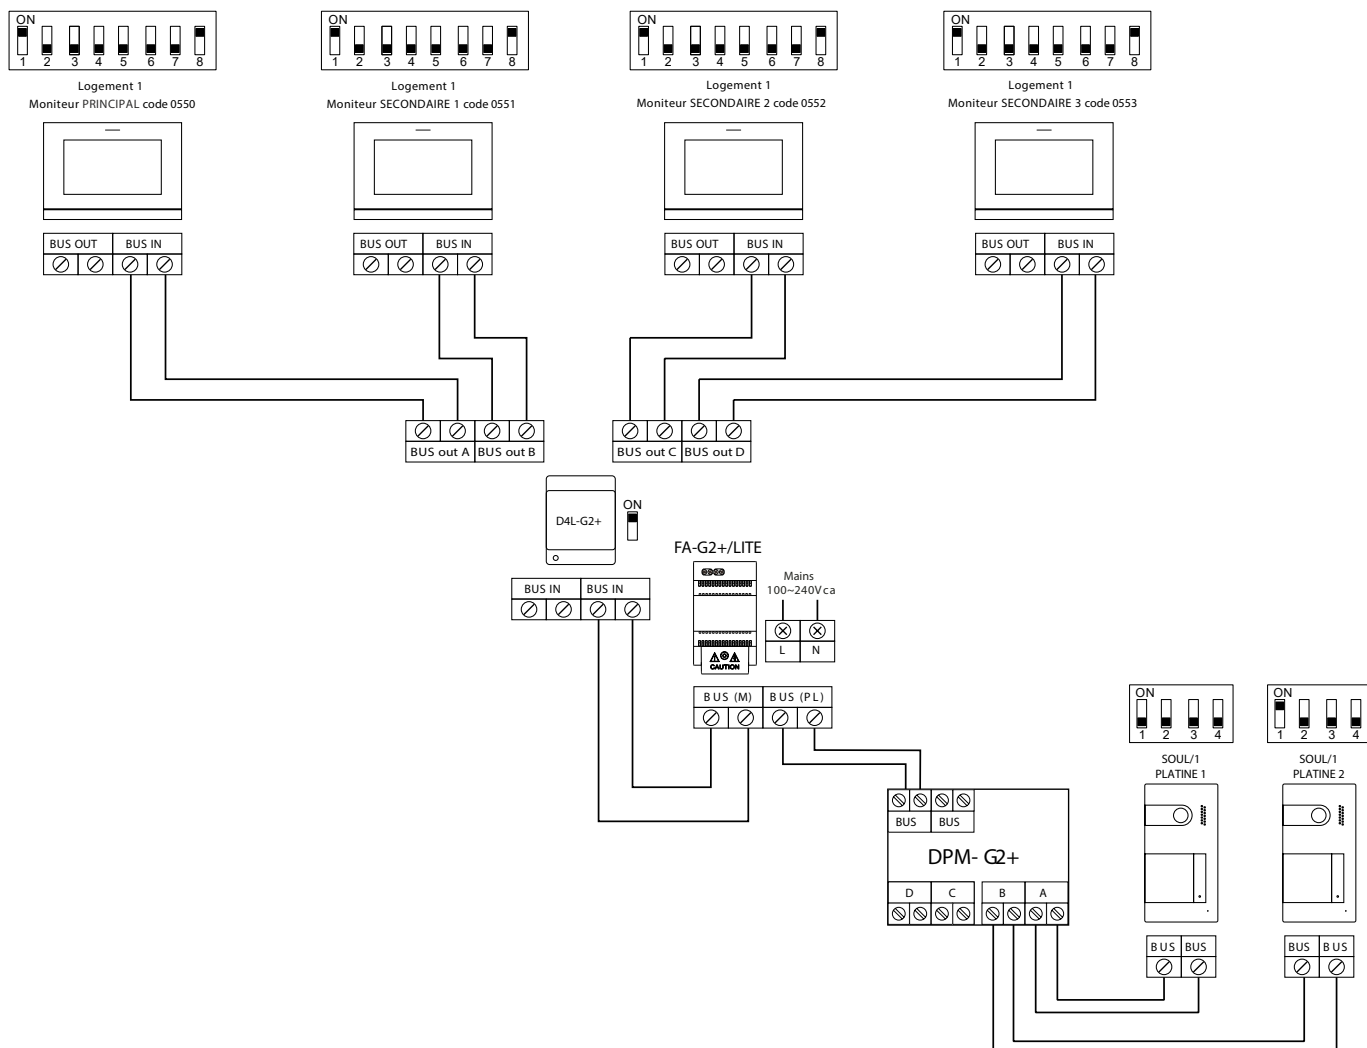 ON ON ON ON
1 2 3 4 5 6 7 8 1 2 3 4 5 6 7 8 1 2 3 4 5 6 7 8 1 2 3 4 5 6 7 8
Logement 1 Logement 1 Logement 1 Logement 1
Moniteur PRINCIPAL code 0550 Moniteur SECONDAIRE 1 code 0551 Moniteur SECONDAIRE 2 code 0552 Moniteur SECONDAIRE 3 code 0553
BUS OUT BUS IN BUS OUT BUS IN BUS OUT BUS IN BUS OUT BUS IN
BUS out A BUS out B BUS out C BUS out D
ON
D4L-G2+
FA-G2+/LITE
Mains
100~240Vca
BUS IN BUS IN
L N
CAUTION
BUS (M) BUS (PL)
ON ON
1 2 3 4 1 2 3 4
SOUL/1 SOUL/1
PLATINE 1 PLATINE 2
BUS BUS
DPM- G2+
D C B A
BUS BUS BUS BUS